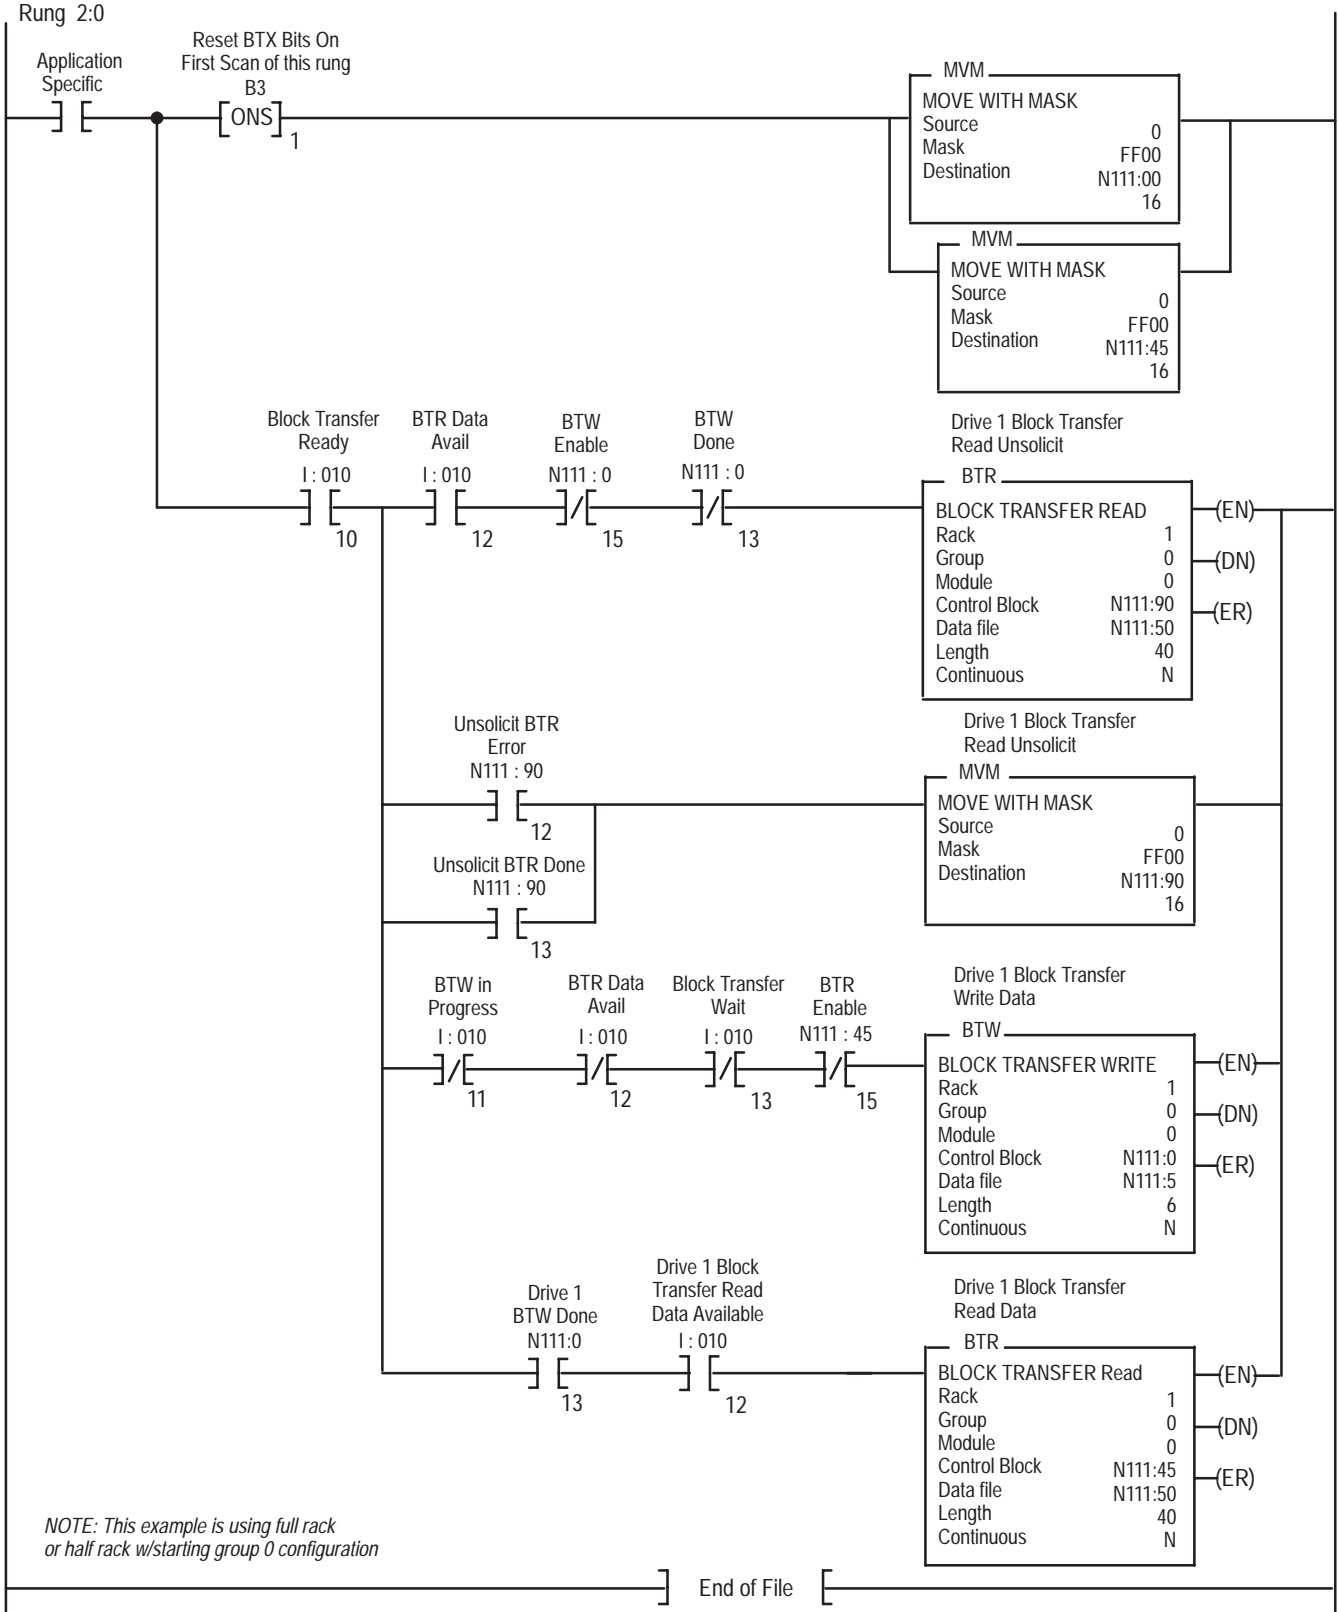 Rung 2:0
Application
Specific
Reset BTX Bits On
First Scan of this rung
B3
ONS
1
MVM
MOVE WITH MASK
Source 0
Mask FF00
Destination N111:00
16
MVM
MOVE WITH MASK
Source 0
Mask FF00
Destination N111:45
16
Block Transfer
Ready
I : 010
10
BTR Data
Avail
I : 010
12
BTW
Enable
N111 : 0
15
BTW
Done
N111 : 0
13
Drive 1 Block Transfer
Read Unsolicit
BTR
BLOCK TRANSFER READ
Rack 1
Group 0
Module 0
Control Block N111:90
Data file N111:50
Length 40
Continuous N
(EN)
(DN)
(ER)
Unsolicit BTR
Error
N111 : 90
12
Unsolicit BTR Done
N111 : 90
13
Drive 1 Block Transfer
Read Unsolicit
MVM
MOVE WITH MASK
Source 0
Mask FF00
Destination N111:90
16
BTW in
Progress
I : 010
11
BTR Data
Avail
I : 010
12
Block Transfer
Wait
I : 010
13
BTR
Enable
N111 : 45
15
Drive 1 Block Transfer
Write Data
BTW
BLOCK TRANSFER WRITE
Rack 1
Group 0
Module 0
Control Block N111:0
Data file N111:5
Length 6
Continuous N
(EN)
(DN)
(ER)
Drive 1
BTW Done
N111:0
13
Drive 1 Block
Transfer Read
Data Available
I : 010
12
Drive 1 Block Transfer
Read Data
BTR
BLOCK TRANSFER Read
Rack 1
Group 0
Module 0
Control Block N111:45
Data file N111:50
Length 40
Continuous N
(EN)
(DN)
(ER)
NOTE: This example is using full rack
or half rack w/starting group 0 configuration
End of File